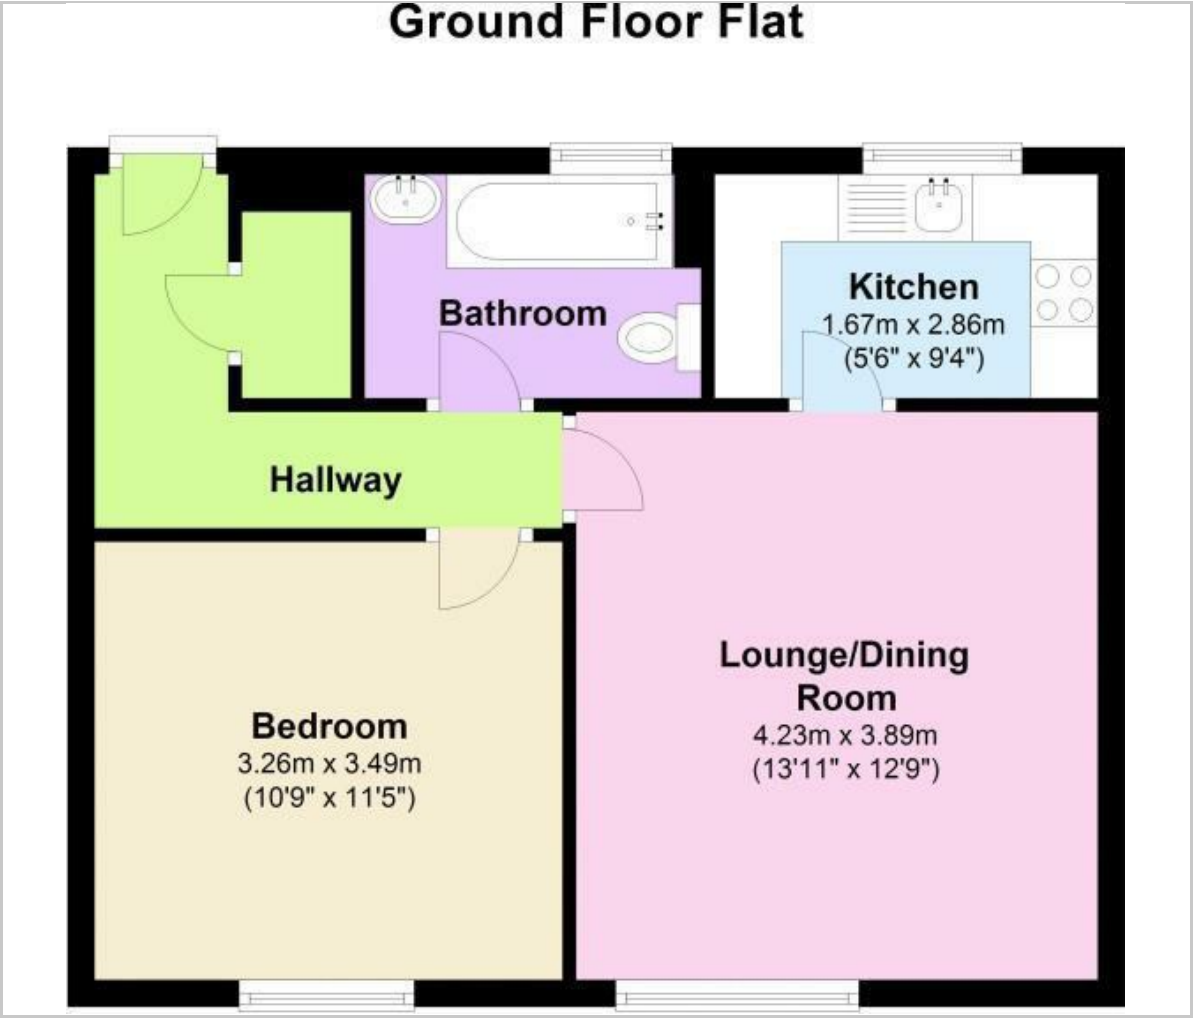 Ground Floor Flat
Kitchen
1.67m x 2.86m
(5'6" x 9'4")
Bathroom
Hallway
Lounge/Dining
Room
4.23m x 3.89m
(13'11" x 12'9")
Bedroom
3.26m x 3.49m
(10'9" x 11'5")